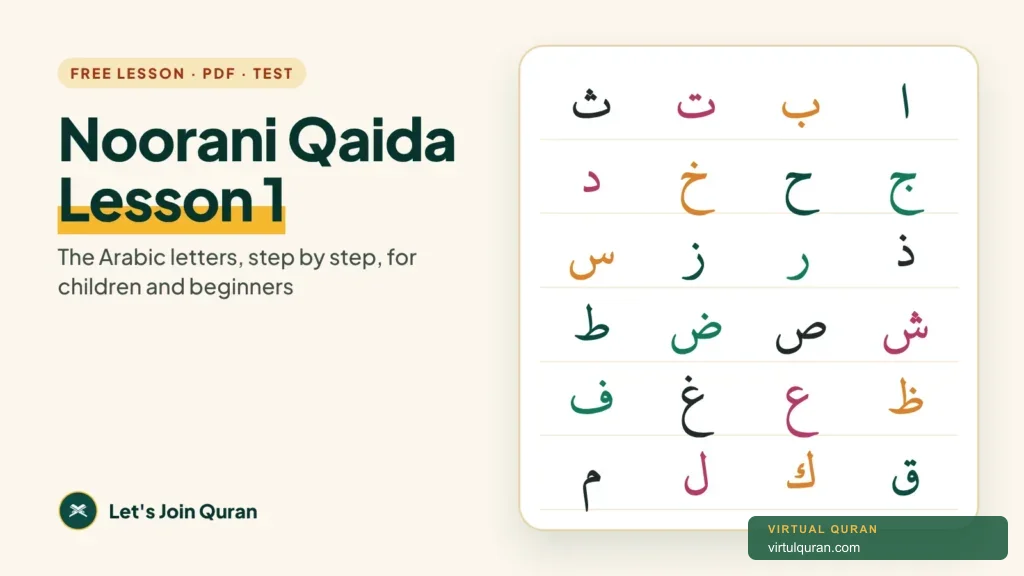 FREE LESSON · PDF · TEST
Noorani Qaida
Lesson 1
The Arabic letters, step by step, for
children and beginners
Let's Join Quran
ا ب ت ث
ج ح خ د
ذ ر ز س
ش ص ض ط
ظ ع غ ف
ق ك ل م
VIRTUAL QURAN
virtulquran.com